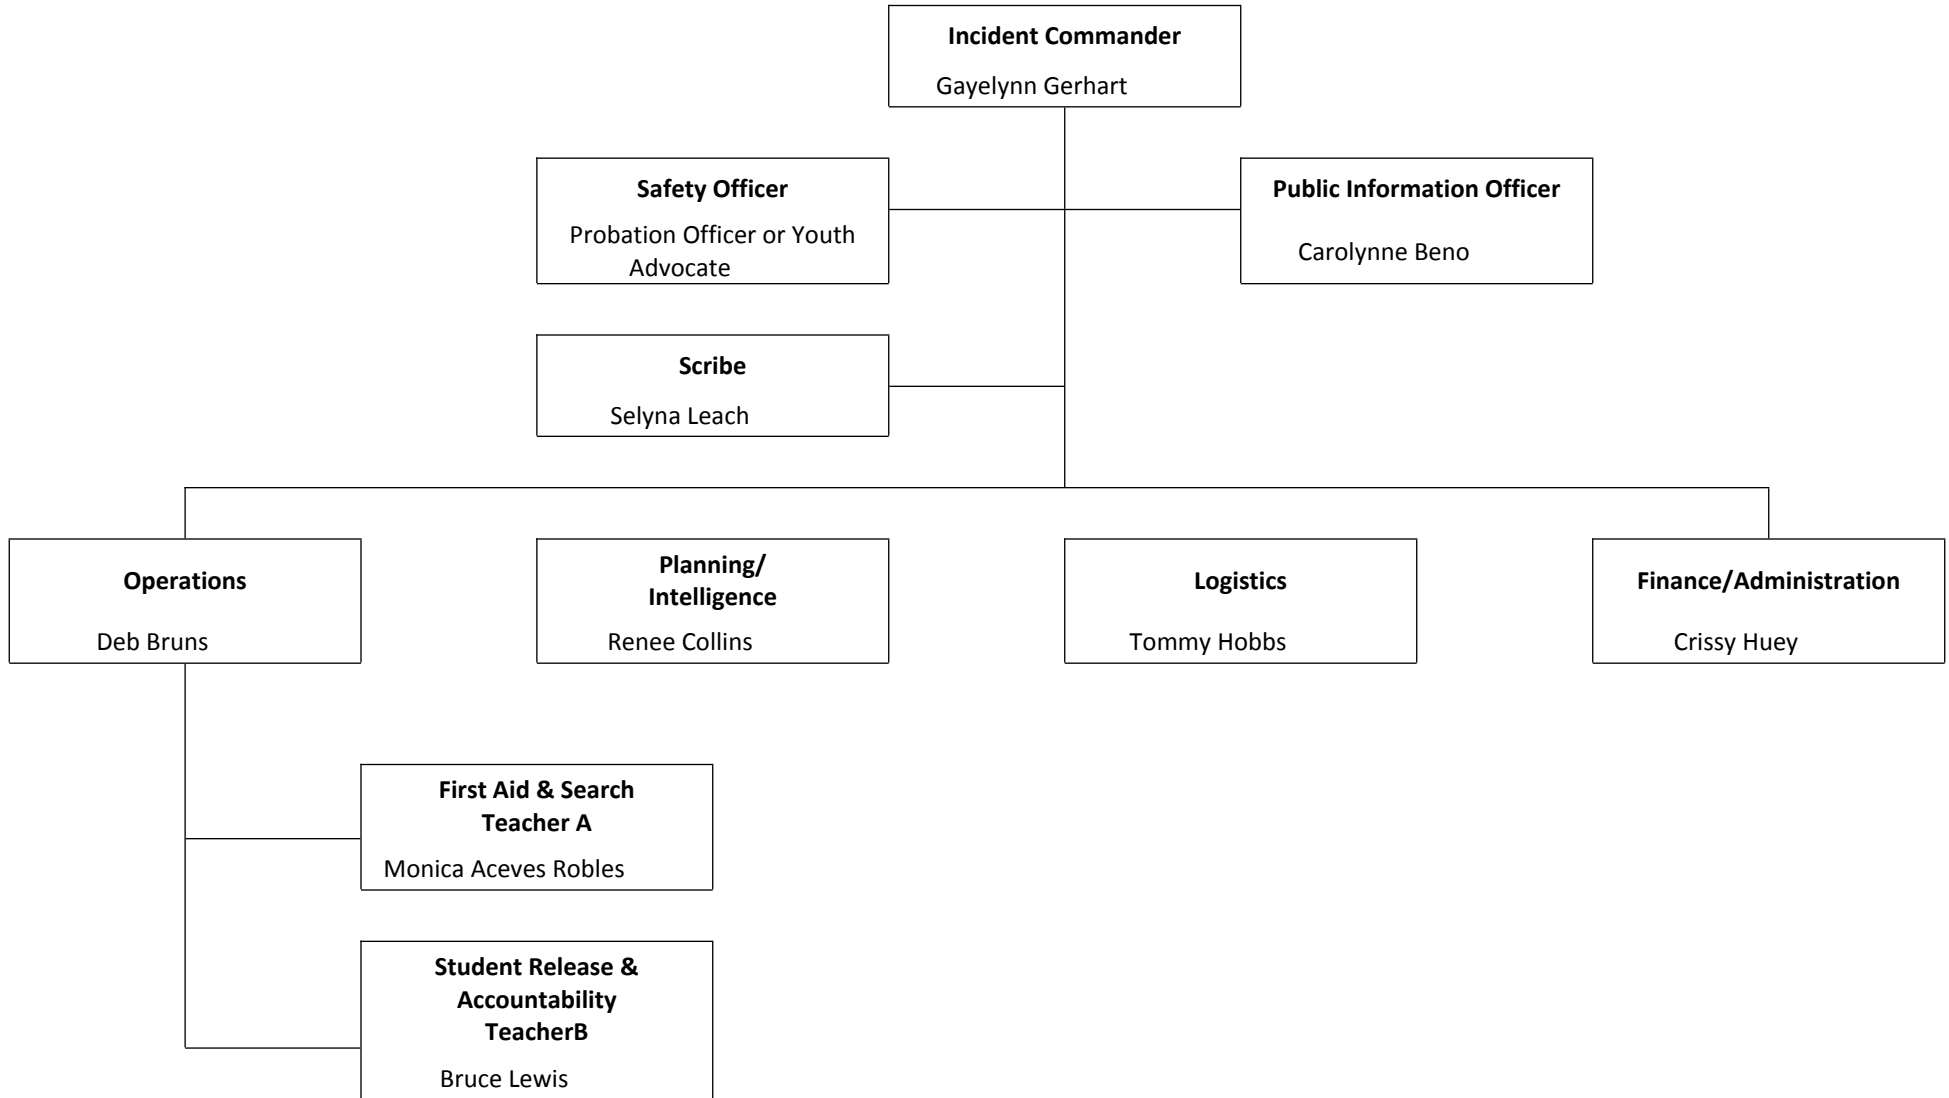 Incident Commander
Gayelynn Gerhart
Safety Officer
Probation Officer or Youth
Advocate
Public Information Officer
Carolynne Beno
Scribe
Selyna Leach
Operations
Deb Bruns
Planning/
Intelligence
Renee Collins
Logistics
Tommy Hobbs
Finance/Administration
Crissy Huey
First Aid & Search
Teacher A
Monica Aceves Robles
Student Release &
Accountability
TeacherB
Bruce Lewis